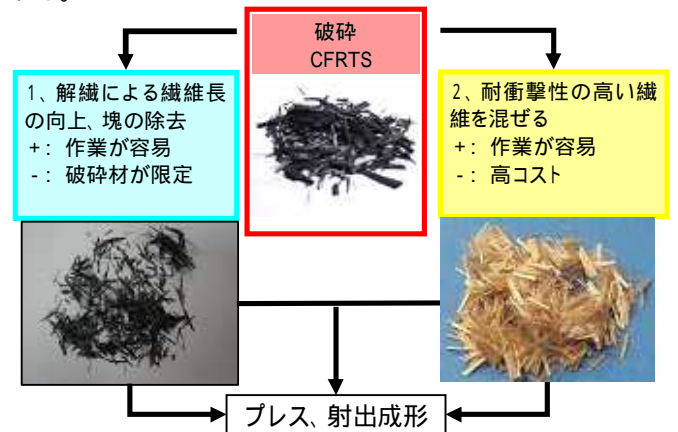 破砕
CFRTS
1、解繊による繊維長
の向上、塊の除去
+: 作業が容易
-: 破砕材が限定
2、耐衝撃性の高い繊
維を混ぜる
+: 作業が容易
-: 高コスト
プレス、射出成形